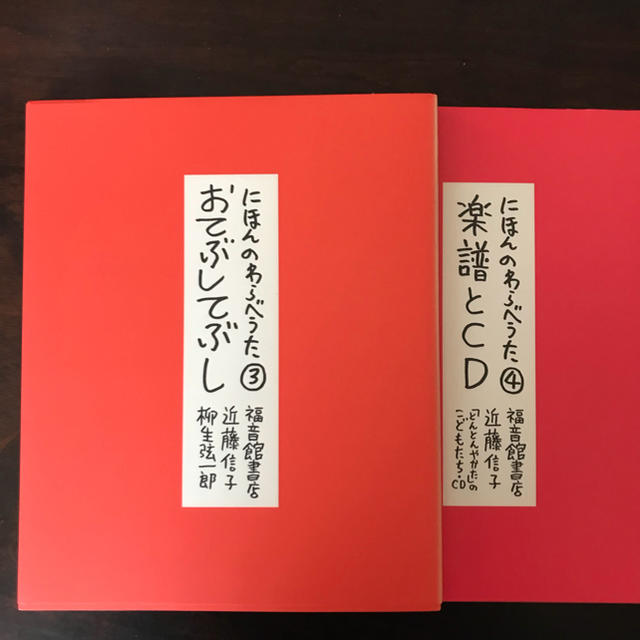 にほんのわらべうた③
おてぶしてぶし
福音館書店
近藤信子
柳生弦一郎
にほんのわらべうた④
楽譜とCD
福音館書店
近藤信子
「とんとんやかた」の
こどもたち・CD